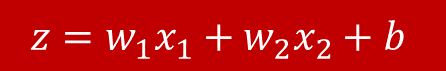 z = w₁x₁ + w₂x₂ + b